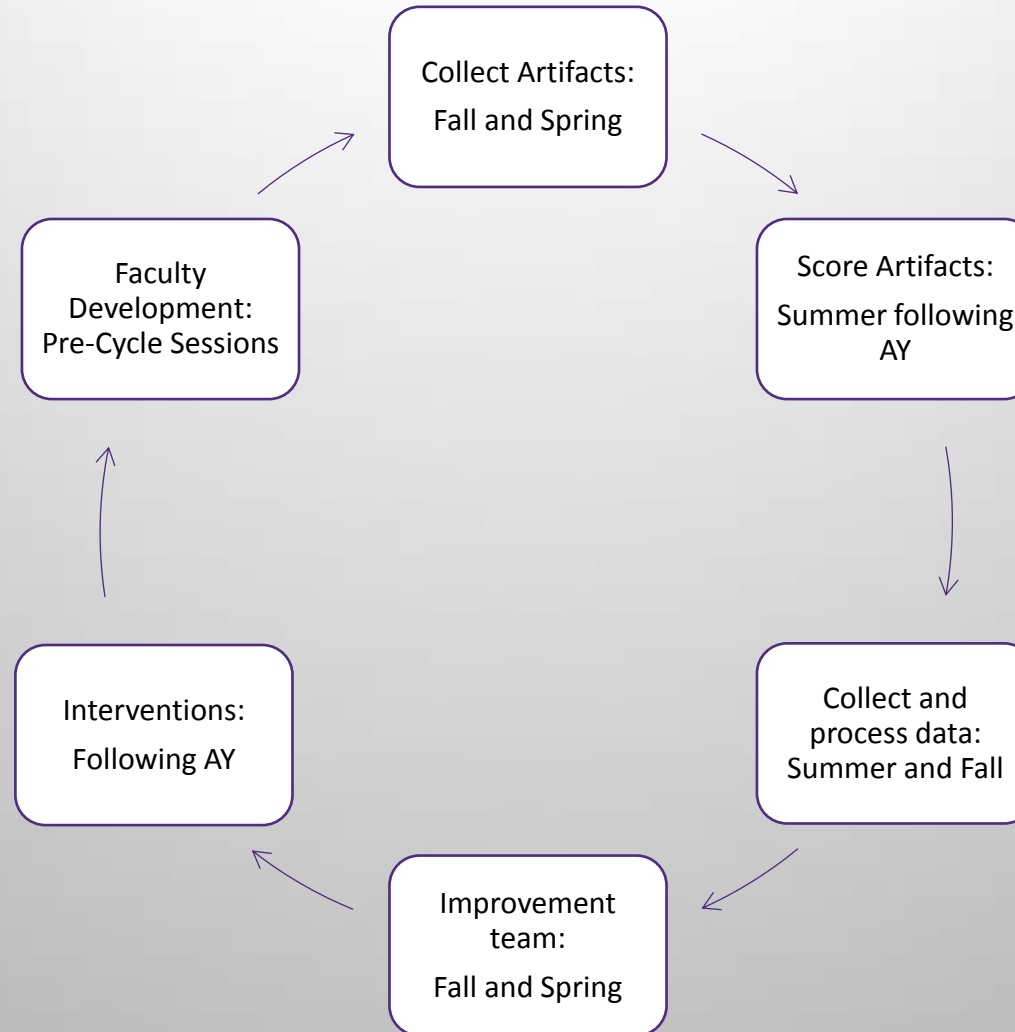 Collect Artifacts:
Fall and Spring
Score Artifacts:
Summer following
AY
Collect and
process data:
Summer and Fall
Improvement
team:
Fall and Spring
Interventions:
Following AY
Faculty
Development:
Pre-Cycle Sessions